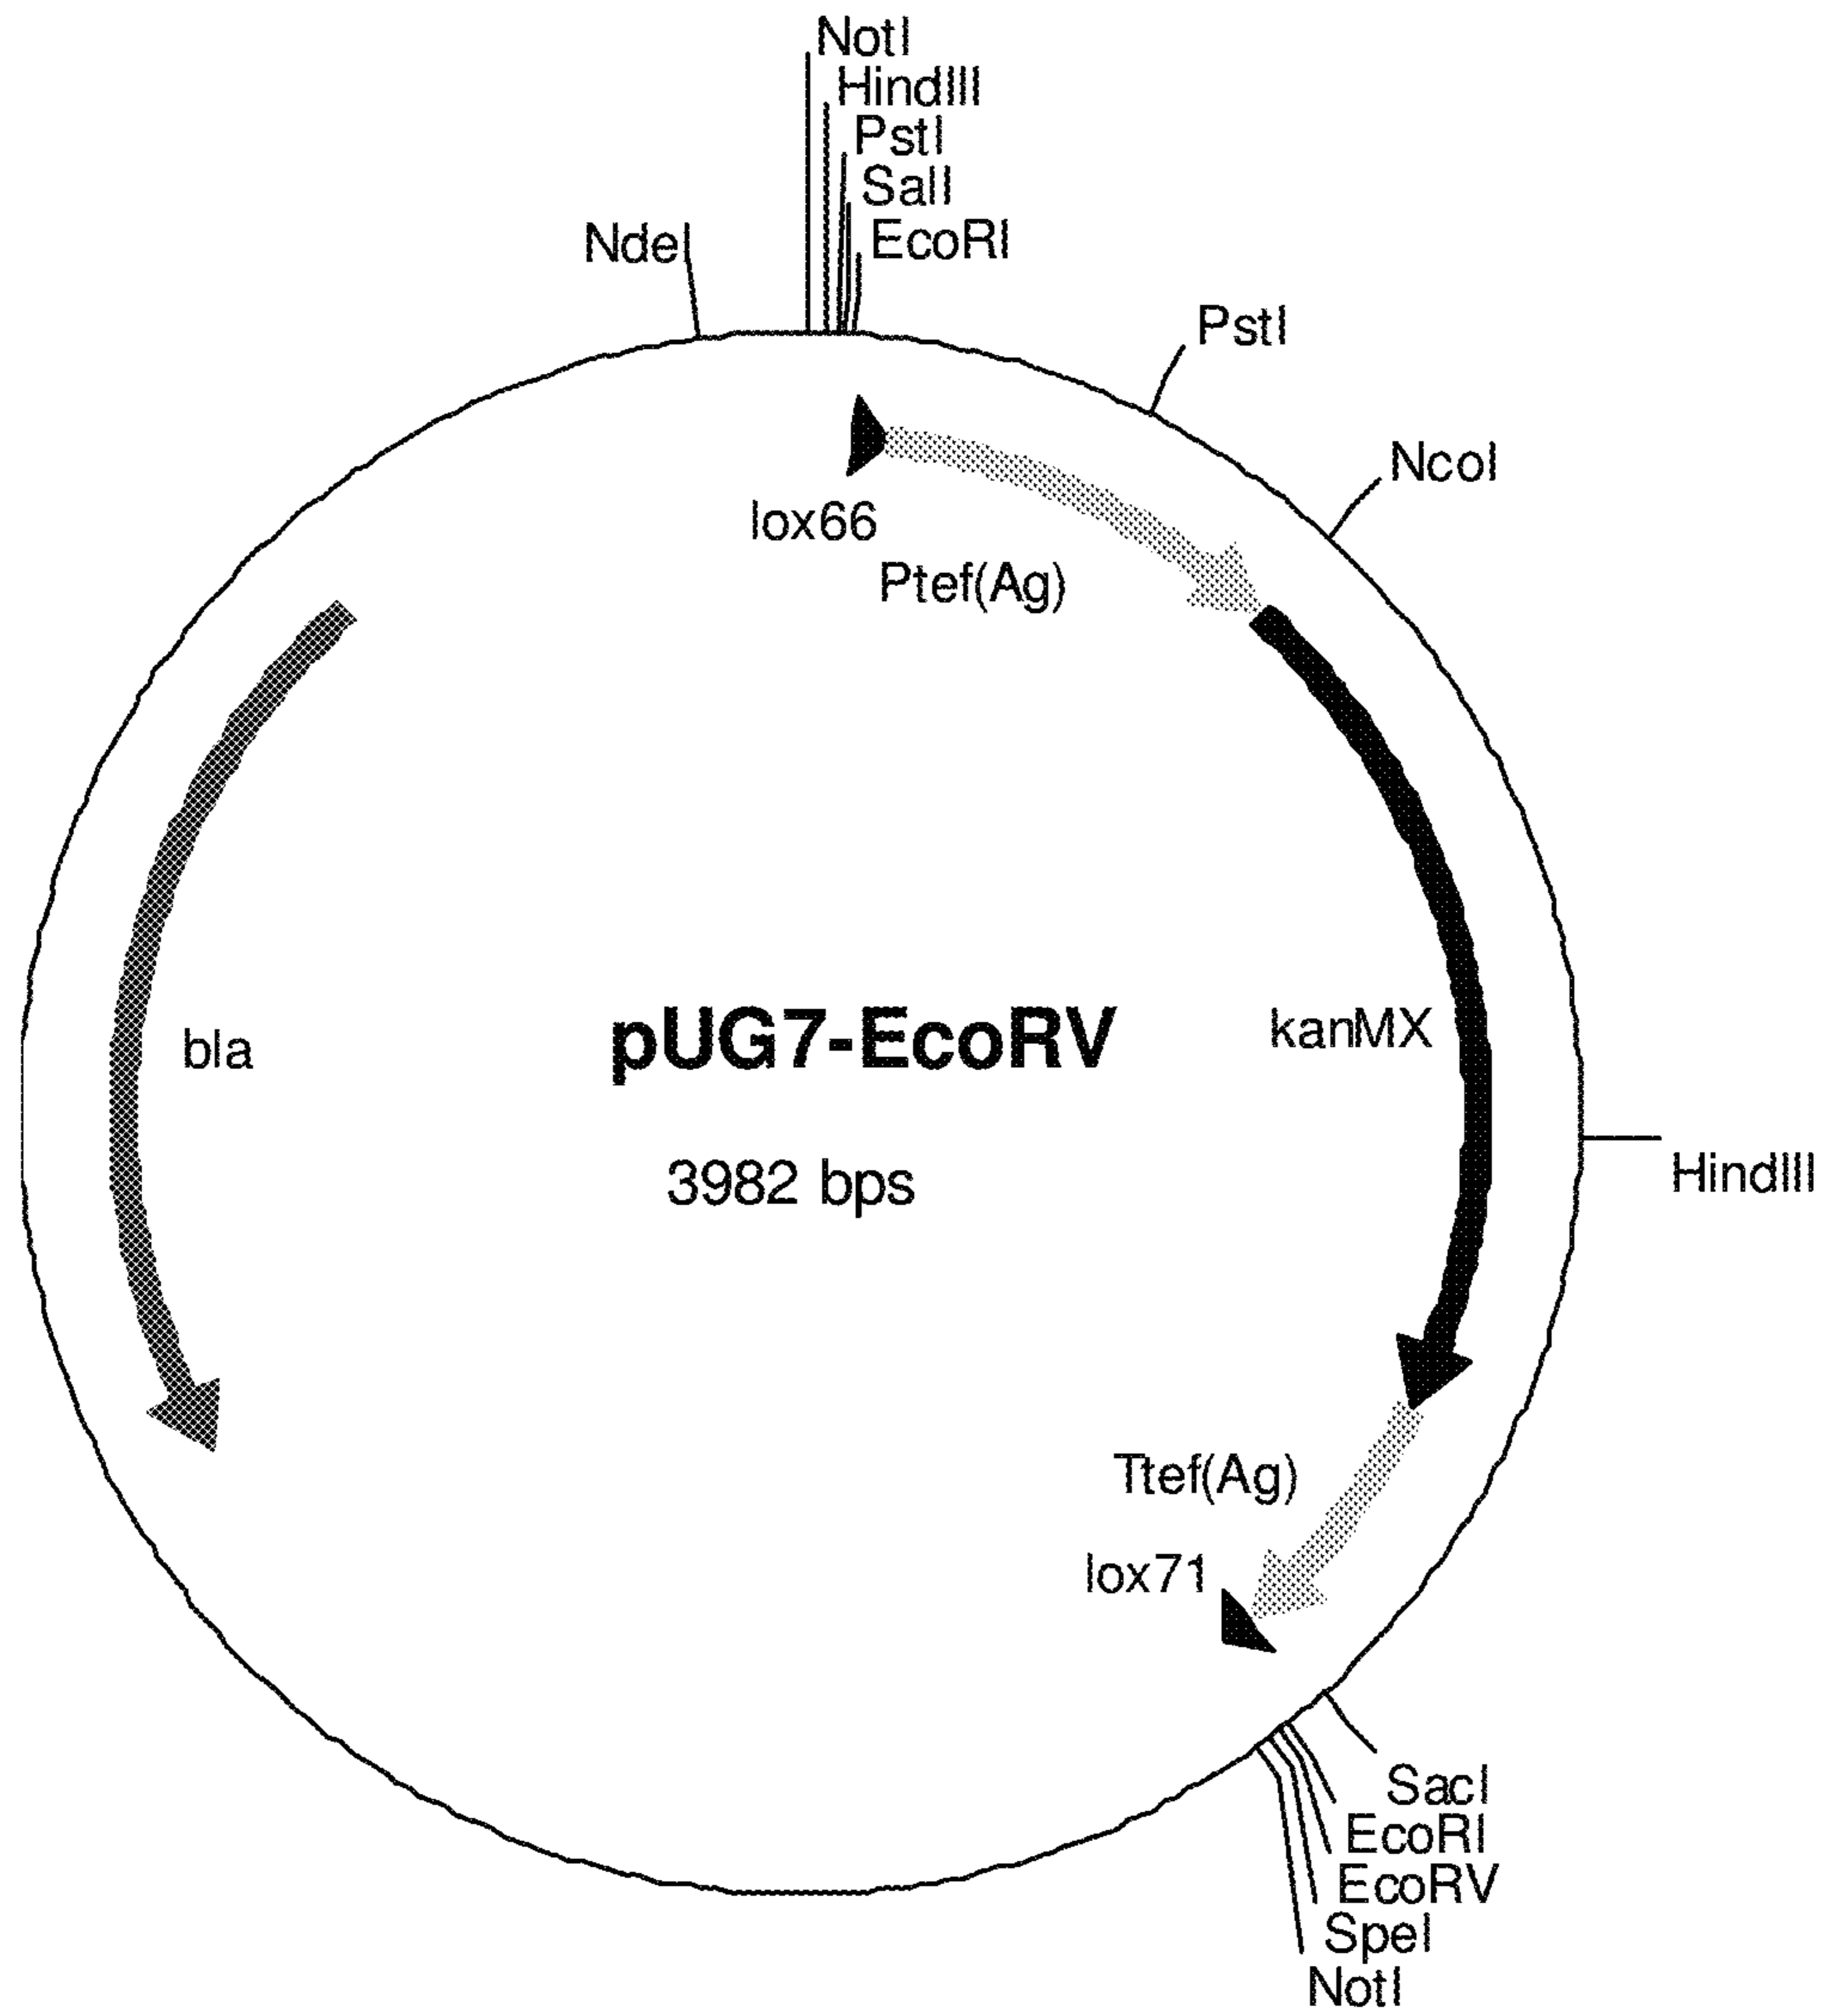 NotI
HindIII
PstI
SalI
EcoRI
NdeI
PstI
NcoI
lox66
Ptef(Ag)
bla
pUG7-EcoRV
kanMX
3982 bps
HindIII
Ttef(Ag)
lox71
SacI
EcoRI
EcoRV
SpeI
NotI